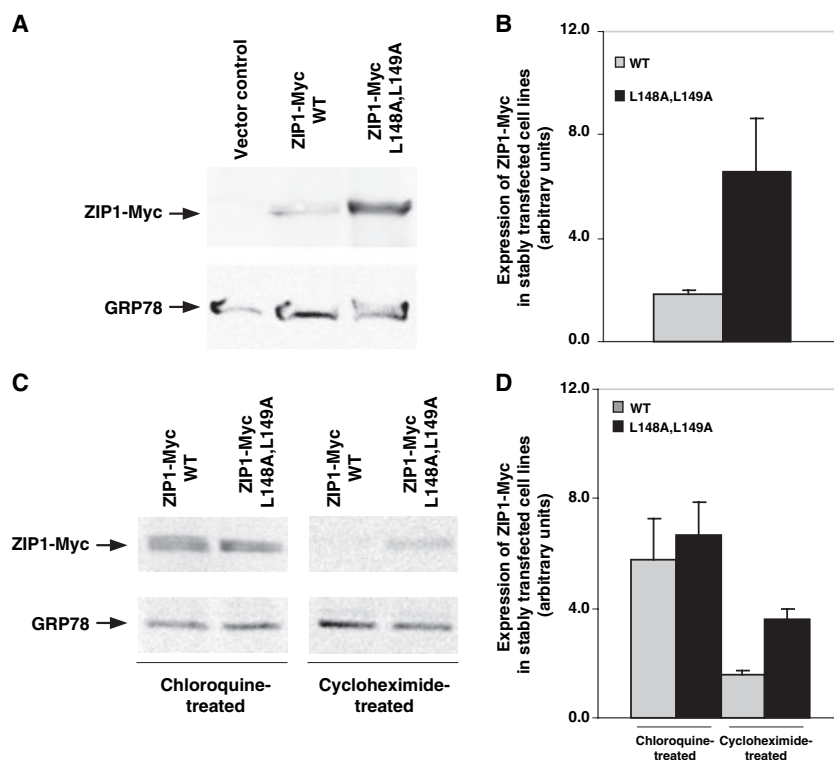 A
Vector control
ZIP1-Myc
WT
ZIP1-Myc
L148A,L149A
ZIP1-Myc
GRP78
B
Expression of ZIP1-Myc
in stably transfected cell lines
(arbitrary units)
12.0
8.0
4.0
0.0
WT
L148A,L149A
C
ZIP1-Myc
WT
ZIP1-Myc
L148A,L149A
ZIP1-Myc
WT
ZIP1-Myc
L148A,L149A
ZIP1-Myc
GRP78
Chloroquine-
treated
Cycloheximide-
treated
D
Expression of ZIP1-Myc
in stably transfected cell lines
(arbitrary units)
12.0
8.0
4.0
0.0
WT
L148A,L149A
Chloroquine-
treated
Cycloheximide-
treated